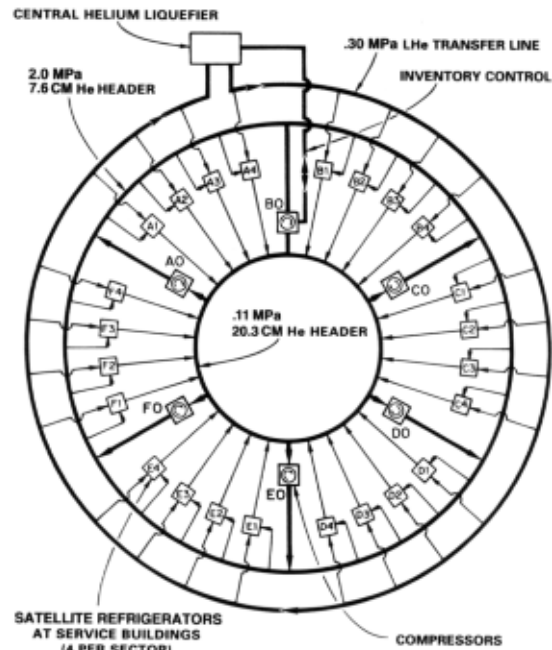 CENTRAL HELIUM LIQUEFIER
.30 MPa LHe TRANSFER LINE
2.0 MPa
7.6 CM He HEADER
INVENTORY CONTROL
A4
B1
A3
B2
A2
B3
A1
B4
BO
AO
CO
F4
C1
F3
C2
F2
C3
F1
C4
.11 MPa
20.3 CM He HEADER
FO
DO
E4
D1
E3
D2
E2
D3
E1
D4
EO
SATELLITE REFRIGERATORS
AT SERVICE BUILDINGS
(4 PER SECTOR)
COMPRESSORS